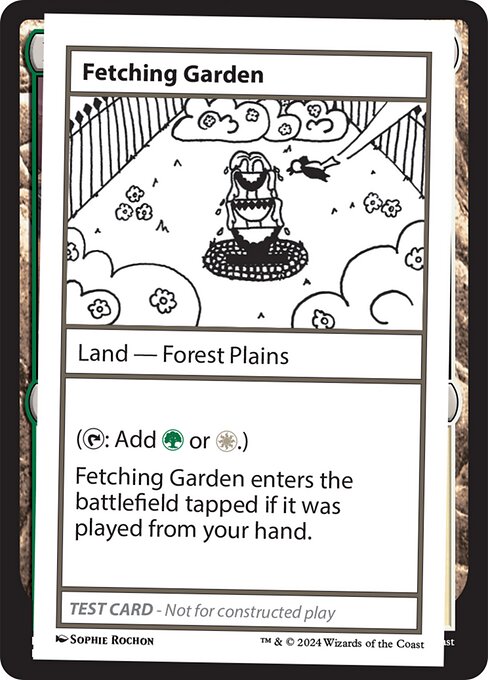 Fetching Garden
Land — Forest Plains
(T: Add G or W.)
Fetching Garden enters the
battlefield tapped if it was
played from your hand.
TEST CARD - Not for constructed play
SOPHIE ROCHON
™ & © 2024 Wizards of the Coast
ast